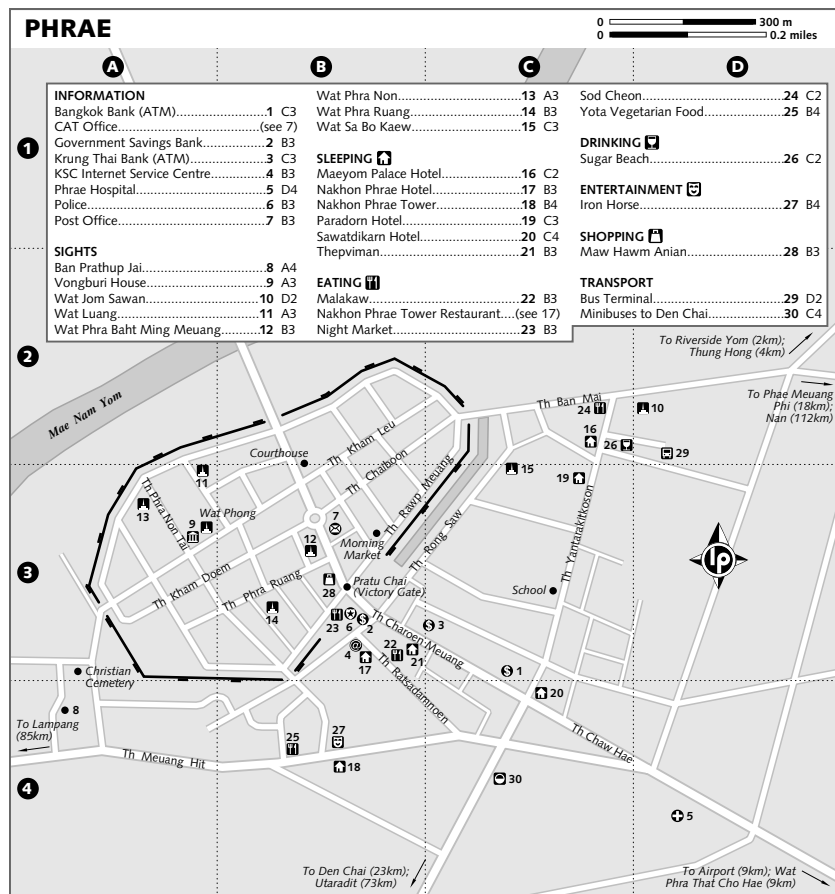 PHRAE
0 300 m
0 0.2 miles
A B C D
1
2
3
4
INFORMATION
Bangkok Bank (ATM)..........................1 C3
CAT Office..................................(see 7)
Government Savings Bank...............2 B3
Krung Thai Bank (ATM)....................3 C3
KSC Internet Service Centre.............4 B3
Phrae Hospital...................................5 D4
Police.................................................6 B3
Post Office.........................................7 B3
SIGHTS
Ban Prathup Jai.................................8 A4
Vongburi House................................9 A3
Wat Jom Sawan..............................10 D2
Wat Luang.......................................11 A3
Wat Phra Baht Ming Meuang.........12 B3
Wat Phra Non..................................13 A3
Wat Phra Ruang...............................14 B3
Wat Sa Bo Kaew..............................15 C3
SLEEPING
Maeyom Palace Hotel......................16 C2
Nakhon Phrae Hotel.........................17 B3
Nakhon Phrae Tower........................18 B4
Paradorn Hotel................................19 C3
Sawatdikarn Hotel...........................20 C4
Thepviman.......................................21 B3
EATING
Malakaw..........................................22 B3
Nakhon Phrae Tower Restaurant....(see 17)
Night Market...................................23 B3
Sod Cheon.......................................24 C2
Yota Vegetarian Food......................25 B4
DRINKING
Sugar Beach.....................................26 C2
ENTERTAINMENT
Iron Horse........................................27 B4
SHOPPING
Maw Hawm Anian...........................28 B3
TRANSPORT
Bus Terminal....................................29 D2
Minibuses to Den Chai.....................30 C4
To Riverside Yom (2km);
Thung Hong (4km)
To Phae Meuang
Phi (18km);
Nan (112km)
Mae Nam Yom
Th Ban Mai
24
10
16
26
29
Courthouse
Th Kham Leu
Th Chaiboon
Th Rawp Meuang
15
19
11
Th Phra Non Tai
13
Wat Phong
9
7
12
Morning
Market
Th Rong Saw
Th Yantarakitkoson
lp
Th Kham Doem
Th Phra Ruang
28
Pratu Chai
(Victory Gate)
School
14
23
6
2
Th Charoen Meuang
3
4
17
22
21
Th Ratsadamnoen
1
20
Christian
Cemetery
8
To Lampang
(85km)
Th Meuang Hit
25
27
18
Th Chaw Hae
30
5
To Den Chai (23km);
Utaradit (73km)
To Airport (9km); Wat
Phra That Cho Hae (9km)